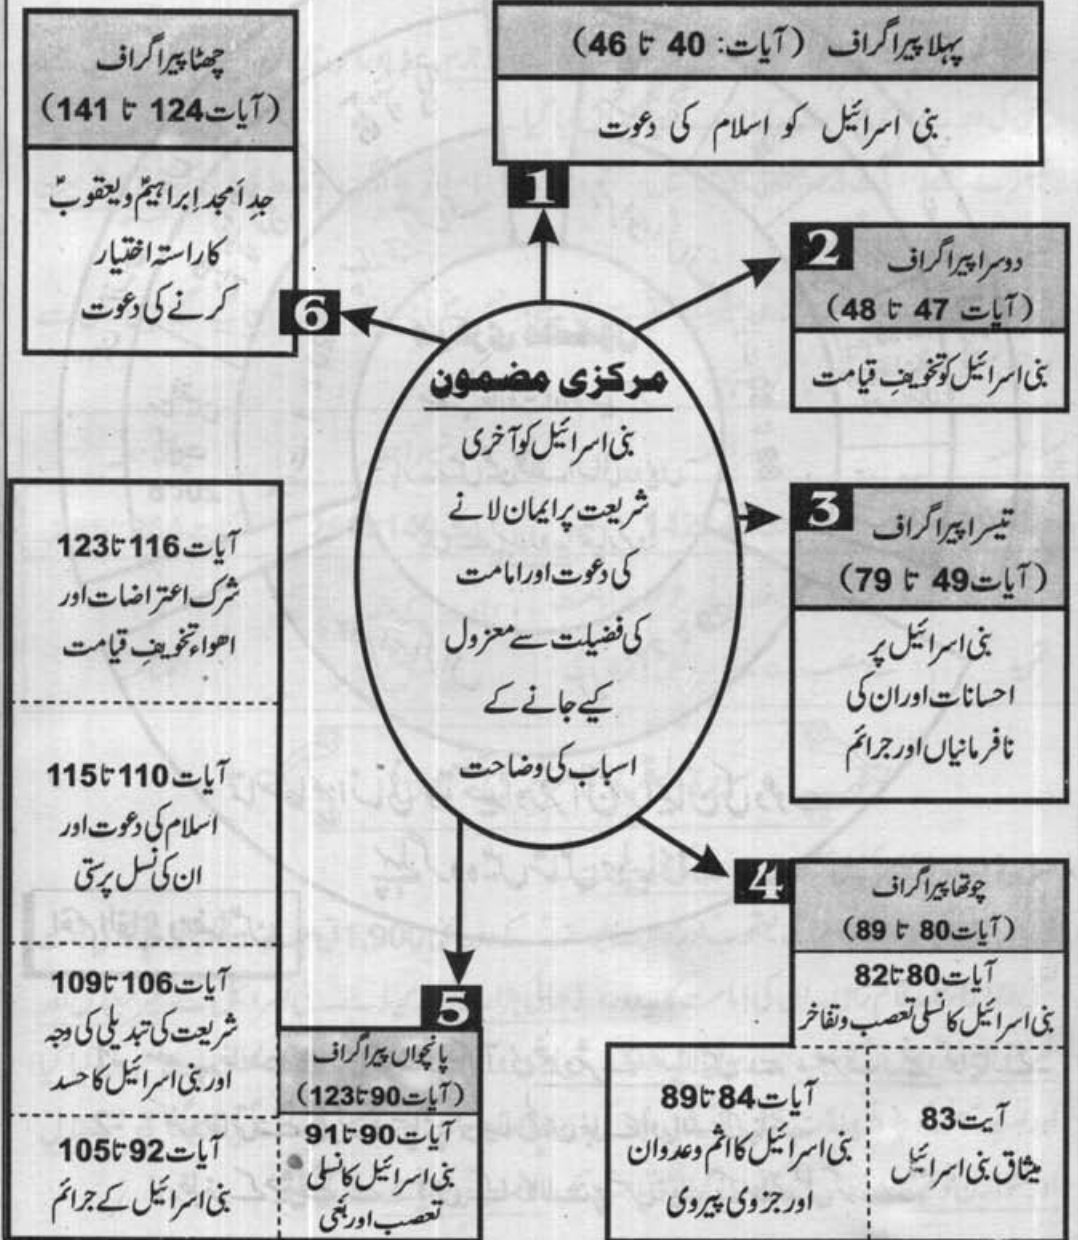 پہلا پیراگراف (آیات: 40 تا 46)
بنی اسرائیل کو اسلام کی دعوت
1
2
دوسرا پیراگراف
(آیات 47 تا 48)
بنی اسرائیل کو تخویفِ قیامت
3
تیسرا پیراگراف
(آیات 49 تا 79)
بنی اسرائیل پر
احسانات اور ان کی
نافرمانیاں اور جرائم
4
چوتھا پیراگراف
(آیات 80 تا 89)
آیات 80 تا 82
بنی اسرائیل کا نسلی تعصب و تفاخر
آیت 83
میثاق بنی اسرائیل
آیات 84 تا 89
بنی اسرائیل کا اثم و عدوان
اور جزوی پیروی
5
پانچواں پیراگراف
(آیات 90 تا 123)
آیات 90 تا 91
بنی اسرائیل کا نسلی
تعصب اور بغی
آیات 92 تا 105
بنی اسرائیل کے جرائم
آیات 106 تا 109
شریعت کی تبدیلی کی وجہ
اور بنی اسرائیل کا حسد
آیات 110 تا 115
اسلام کی دعوت اور
ان کی نسل پرستی
آیات 116 تا 123
شرک اعتراضات اور
اھواء تخویفِ قیامت
6
چھٹا پیراگراف
(آیات 124 تا 141)
جدِ اَمجد اِبراہیمؑ و یعقوبؑ
کا راستہ اختیار
کرنے کی دعوت
مرکزی مضمون
بنی اسرائیل کو آخری
شریعت پر ایمان لانے
کی دعوت اور امامت
کی فضیلت سے معزول
کیے جانے کے
اسباب کی وضاحت